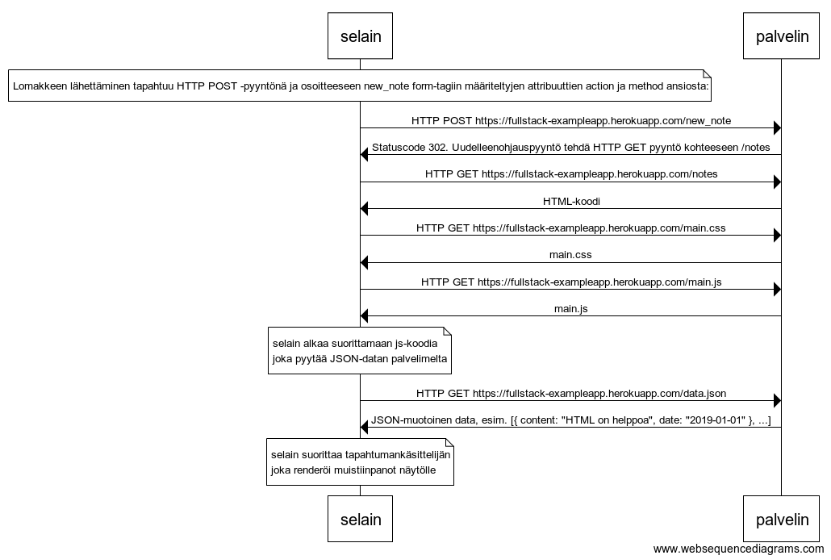 selain palvelin
Lomakkeen lähettäminen tapahtuu HTTP POST -pyyntönä ja osoitteeseen new_note form-tagiin määriteltyjen attribuuttien action ja method ansiosta:
HTTP POST https://fullstack-exampleapp.herokuapp.com/new_note
Statuscode 302. Uudelleenohjauspyyntö tehdä HTTP GET pyyntö kohteeseen /notes
HTTP GET https://fullstack-exampleapp.herokuapp.com/notes
HTML-koodi
HTTP GET https://fullstack-exampleapp.herokuapp.com/main.css
main.css
HTTP GET https://fullstack-exampleapp.herokuapp.com/main.js
main.js
selain alkaa suorittamaan js-koodia
joka pyytää JSON-datan palvelimelta
HTTP GET https://fullstack-exampleapp.herokuapp.com/data.json
JSON-muotoinen data, esim. [{ content: "HTML on helppoa", date: "2019-01-01" }, ...]
selain suorittaa tapahtumankäsittelijän
joka renderöi muistiinpanot näytölle
selain palvelin
www.websequencediagrams.com